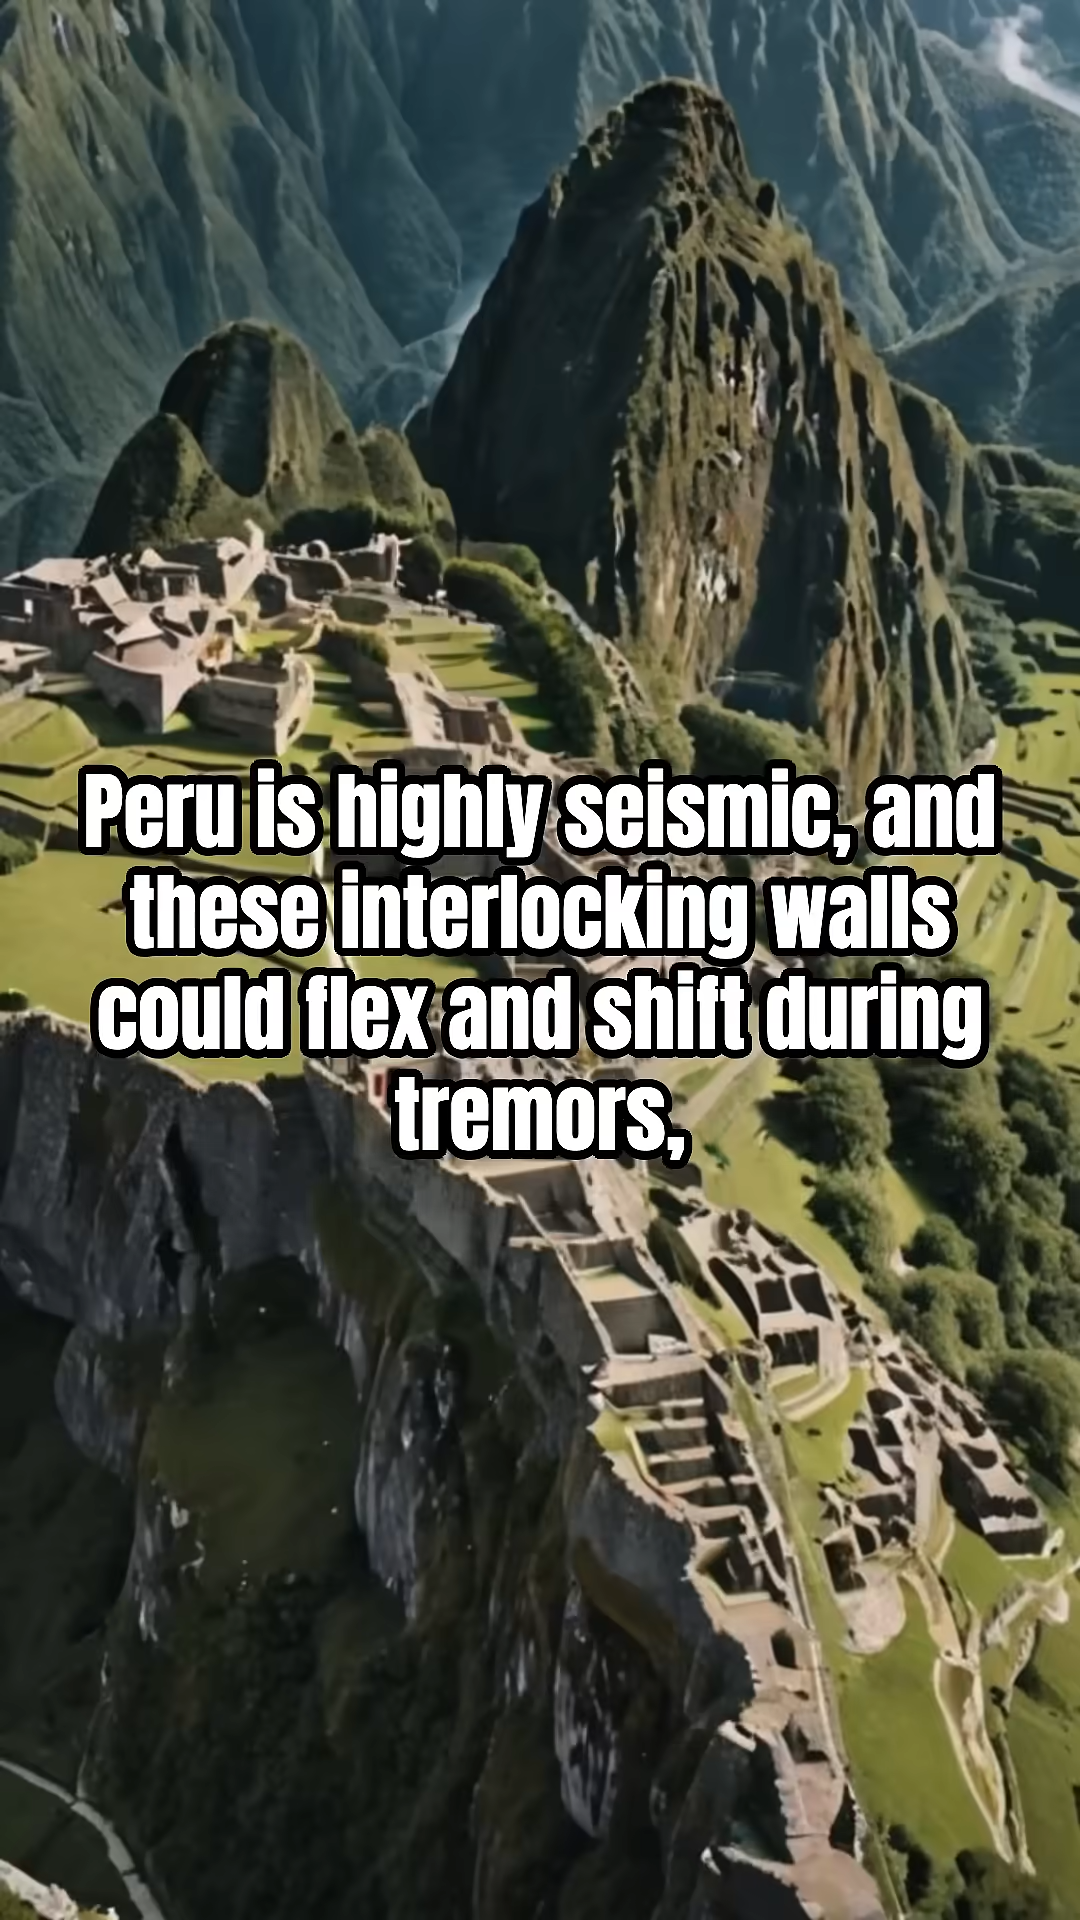 Peru is highly seismic, and
these interlocking walls
could flex and shift during
tremors,